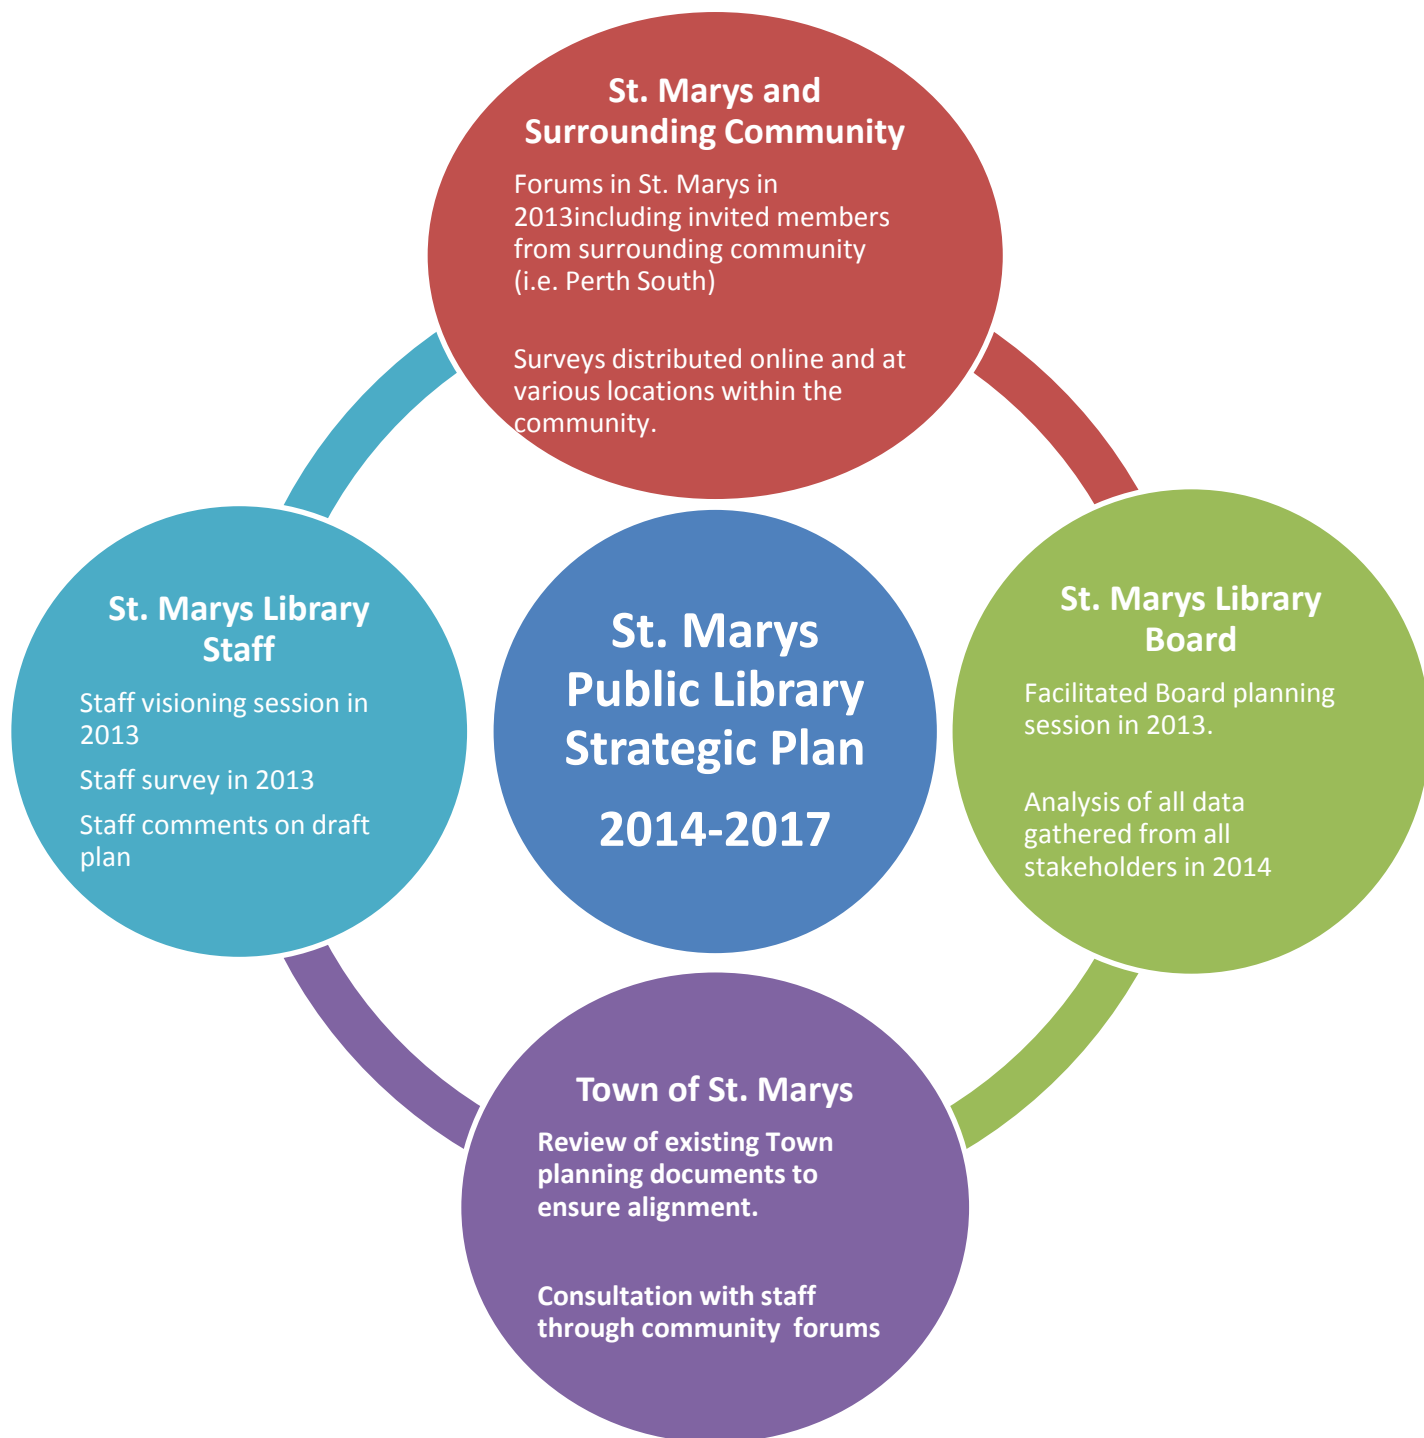 St. Marys and
Surrounding Community
Forums in St. Marys in
2013including invited members
from surrounding community
(i.e. Perth South)
Surveys distributed online and at
various locations within the
community.
St. Marys Library
Staff
Staff visioning session in
2013
Staff survey in 2013
Staff comments on draft
plan
St. Marys
Public Library
Strategic Plan
2014-2017
St. Marys Library
Board
Facilitated Board planning
session in 2013.
Analysis of all data
gathered from all
stakeholders in 2014
Town of St. Marys
Review of existing Town
planning documents to
ensure alignment.
Consultation with staff
through community  forums